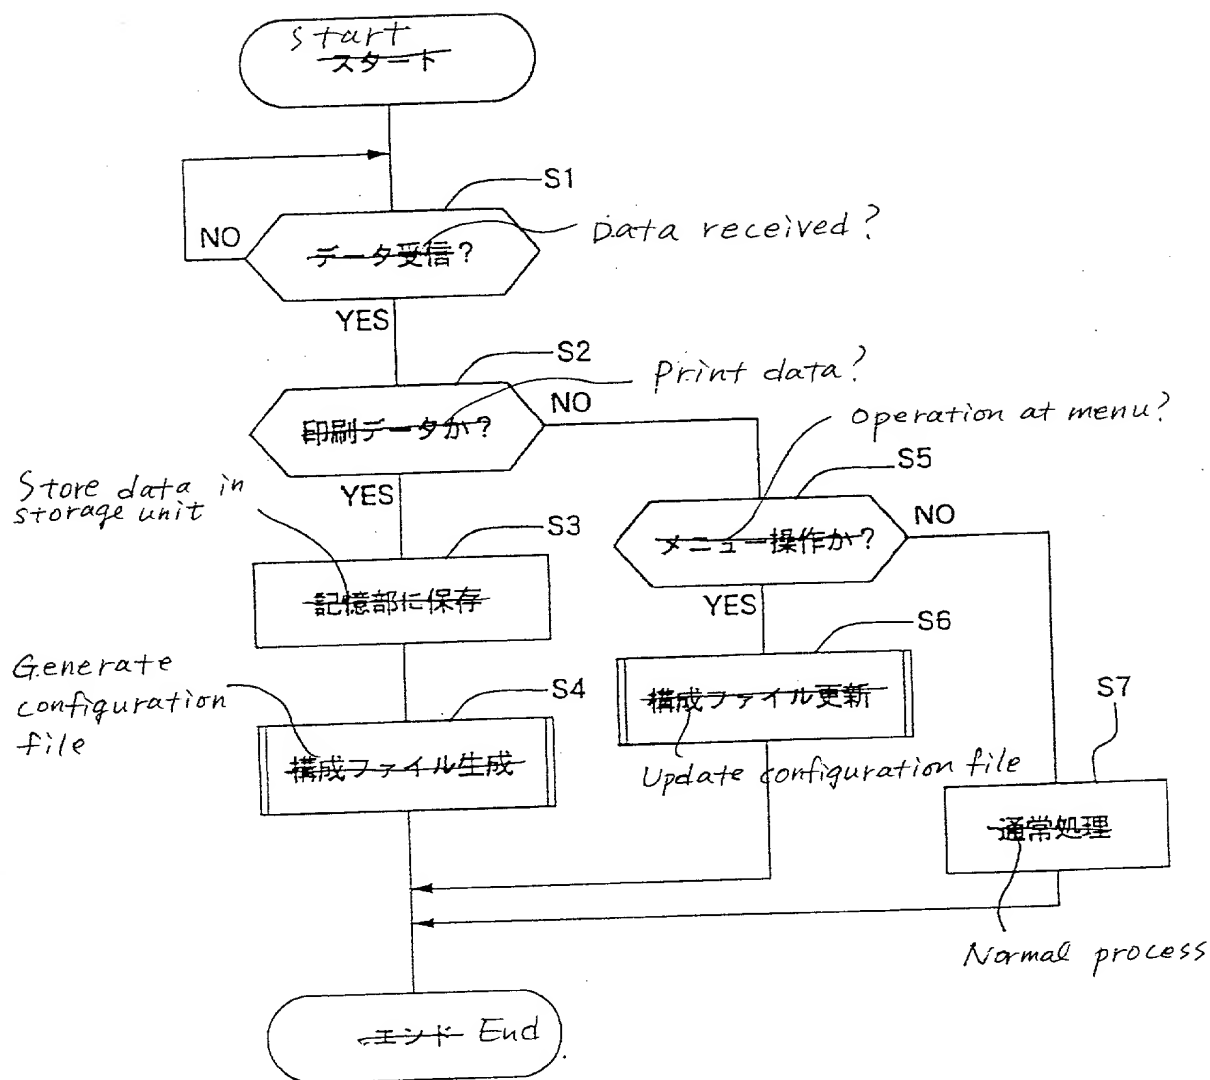 Start
スタート
S1
NO
データ受信?
Data received?
YES
S2
Print data?
印刷データか?
NO
operation at menu?
S5
YES
Store data in
storage unit
S3
メニュー操作か?
NO
記憶部に保存
YES
S6
Generate
configuration
file
S4
構成ファイル更新
S7
構成ファイル生成
Update configuration file
通常処理
Normal process
エンド End